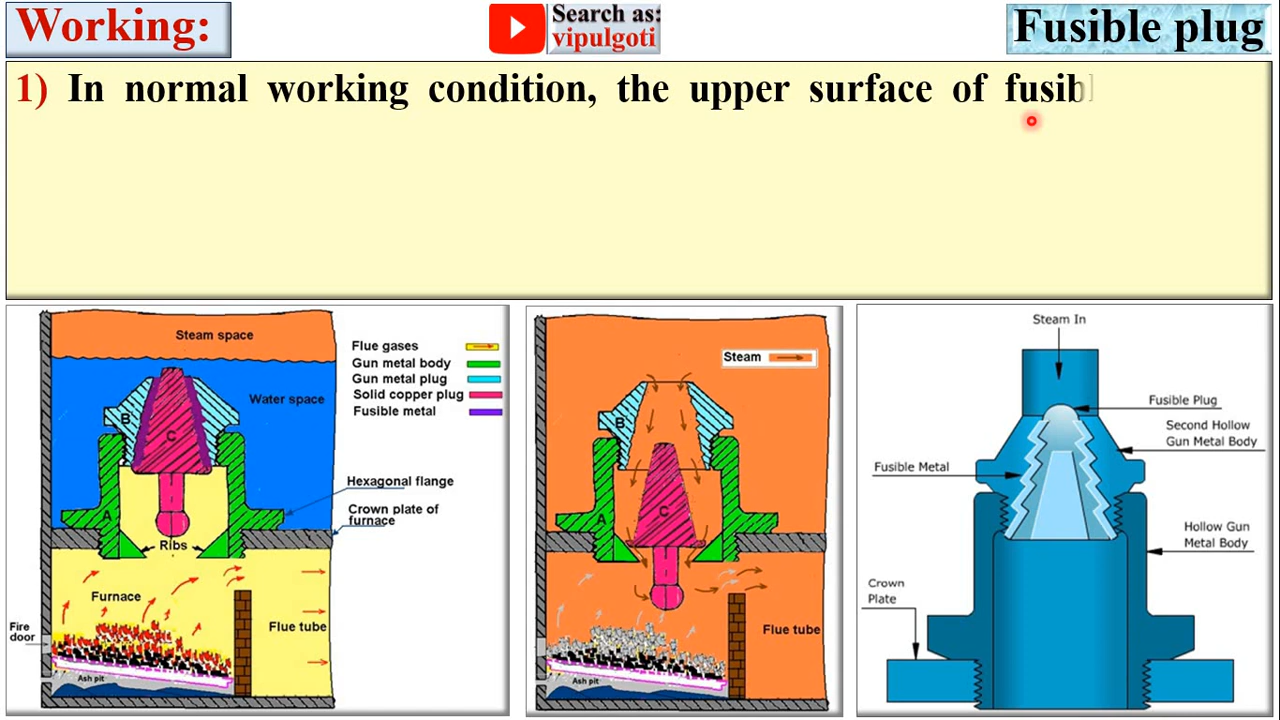 Working:
Search as:
vipulgoti
Fusible plug
1) In normal working condition, the upper surface of
Steam space
Water space
B
C
A
Ribs
Furnace
Fire
door
Flue tube
Ash pit
Flue gases
Gun metal body
Gun metal plug
Solid copper plug
Fusible metal
Hexagonal flange
Crown plate of
furnace
Steam
B
C
A
Flue tube
Ash pit
Steam In
Fusible Plug
Second Hollow
Gun Metal Body
Fusible Metal
Hollow Gun
Metal Body
Crown
Plate